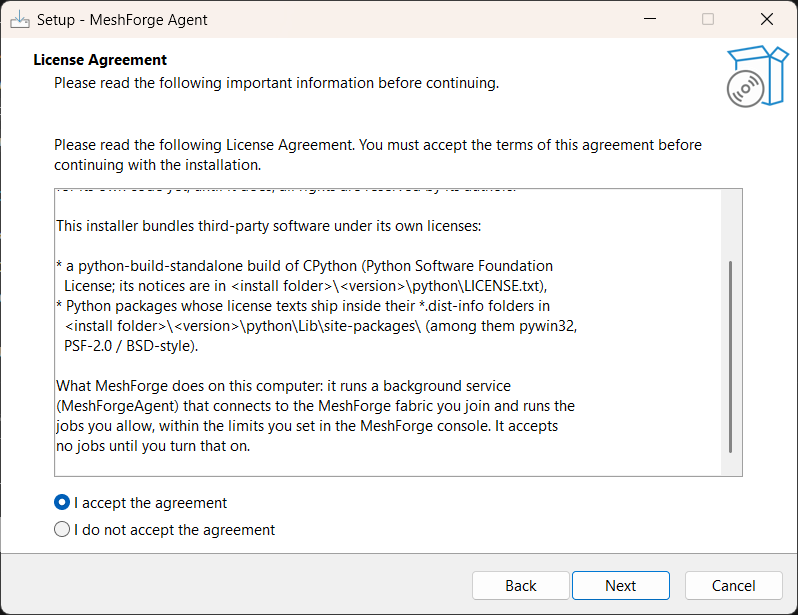 Setup - MeshForge Agent
License Agreement
Please read the following important information before continuing.
Please read the following License Agreement. You must accept the terms of this agreement before
continuing with the installation.
This installer bundles third-party software under its own licenses:
* a python-build-standalone build of CPython (Python Software Foundation
License; its notices are in <install folder>\<version>\python\LICENSE.txt),
* Python packages whose license texts ship inside their *.dist-info folders in
<install folder>\<version>\python\Lib\site-packages\ (among them pywin32,
PSF-2.0 / BSD-style).
What MeshForge does on this computer: it runs a background service
(MeshForgeAgent) that connects to the MeshForge fabric you join and runs the
jobs you allow, within the limits you set in the MeshForge console. It accepts
no jobs until you turn that on.
I accept the agreement
I do not accept the agreement
Back
Next
Cancel